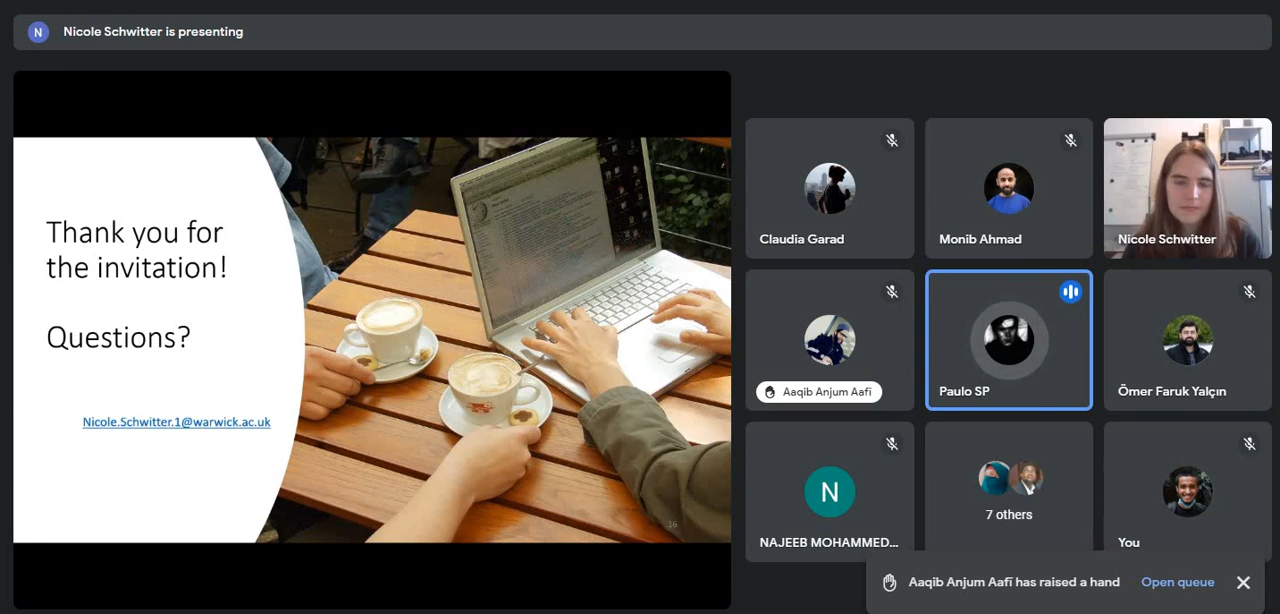 N
Nicole Schwitter is presenting
Thank you for
the invitation!
Questions?
Nicole.Schwitter.1@warwick.ac.uk
16
Claudia Garad
Monib Ahmad
Nicole Schwitter
Aaqib Anjum Aafi
Paulo SP
Ömer Faruk Yalçın
N
NAJEEB MOHAMMED...
7 others
You
Aaqib Anjum Aafi has raised a hand
Open queue